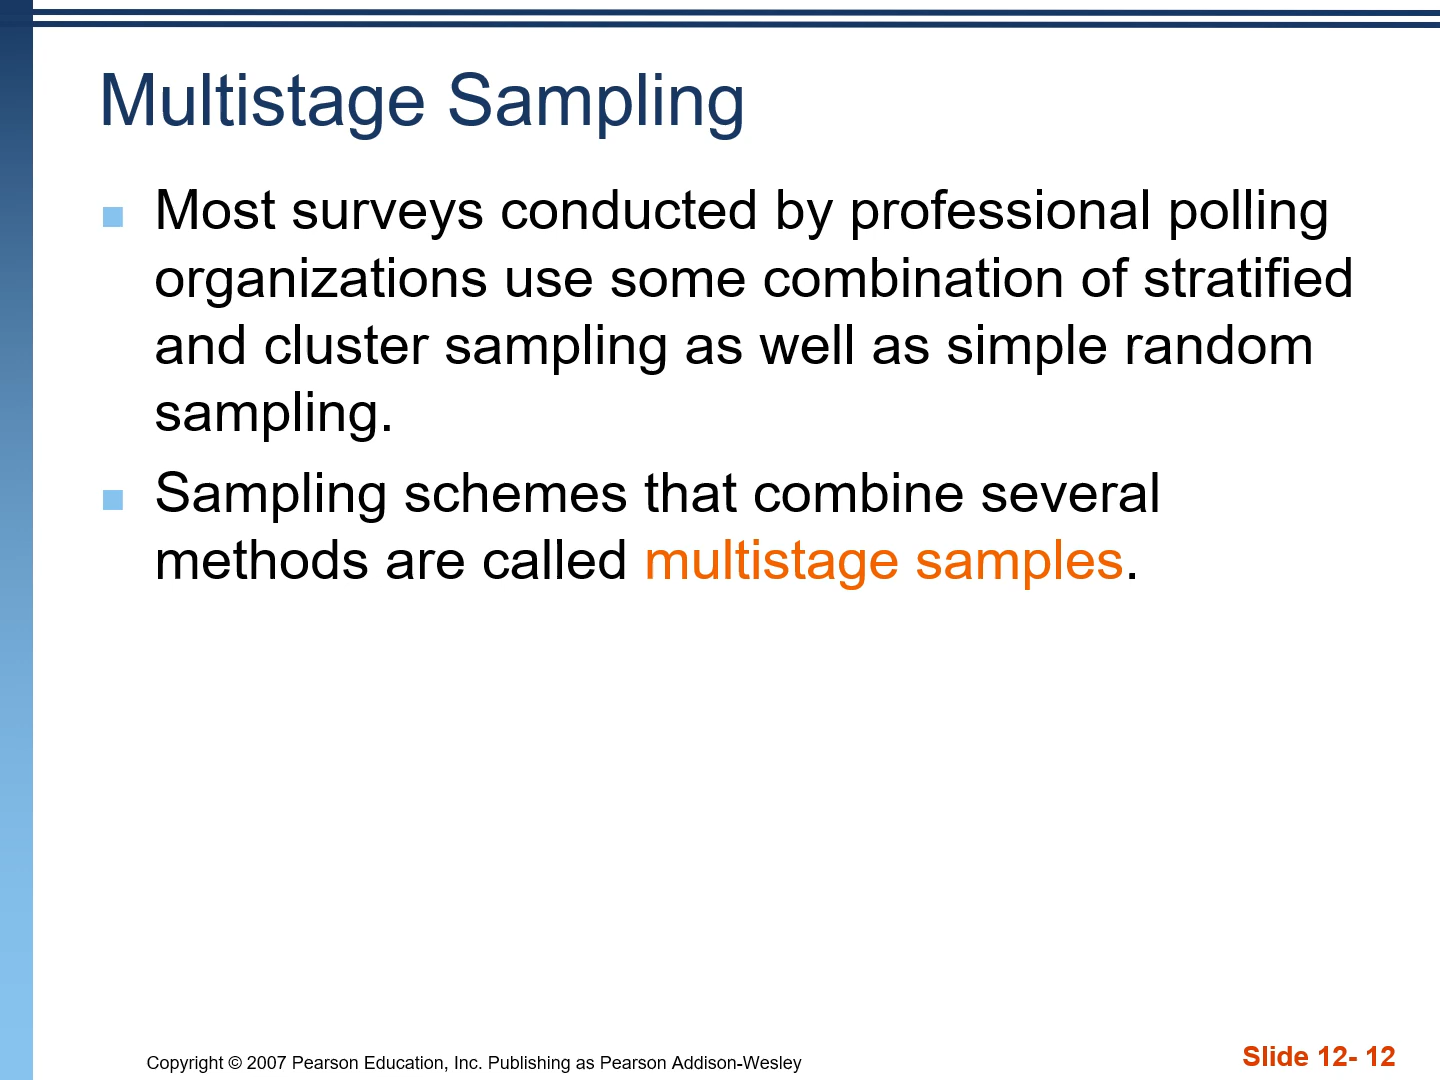 Multistage Sampling
Most surveys conducted by professional polling
organizations use some combination of stratified
and cluster sampling as well as simple random
sampling.
Sampling schemes that combine several
methods are called multistage samples.
Copyright © 2007 Pearson Education, Inc. Publishing as Pearson Addison-Wesley
Slide 12- 12